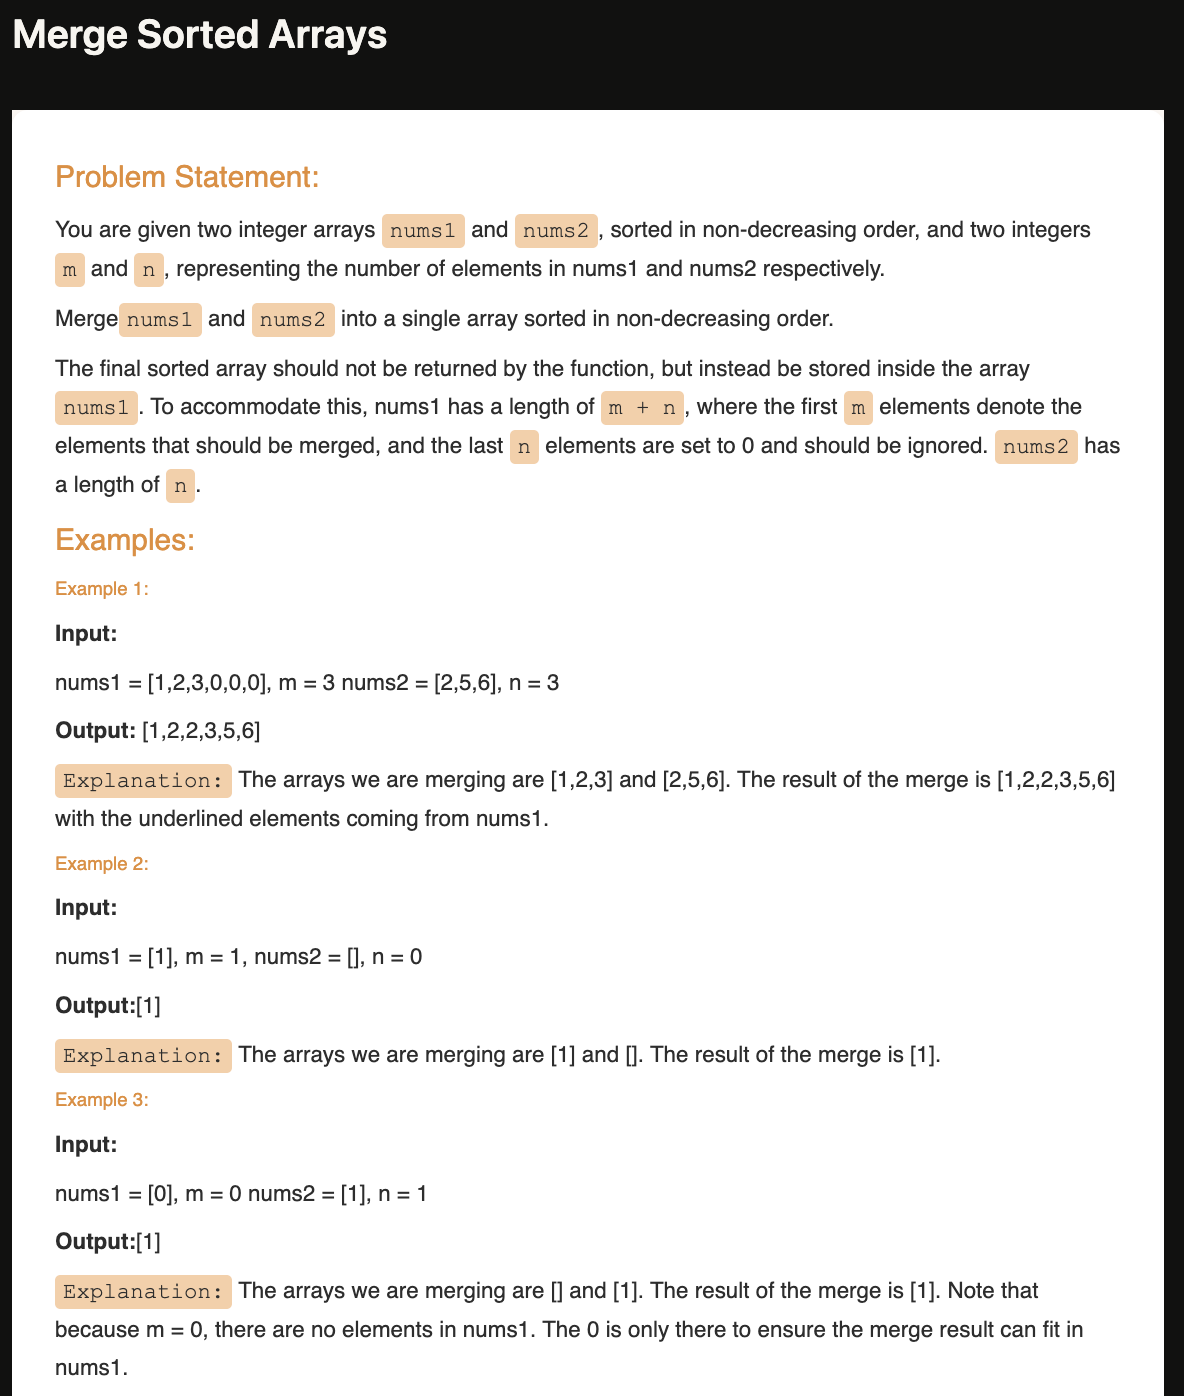 Merge Sorted Arrays
Problem Statement:
You are given two integer arrays nums1 and nums2 , sorted in non-decreasing order, and two integers
m and n , representing the number of elements in nums1 and nums2 respectively.
Merge nums1 and nums2 into a single array sorted in non-decreasing order.
The final sorted array should not be returned by the function, but instead be stored inside the array
nums1 . To accommodate this, nums1 has a length of m + n , where the first m elements denote the
elements that should be merged, and the last n elements are set to 0 and should be ignored. nums2 has
a length of n .
Examples:
Example 1:
Input:
nums1 = [1,2,3,0,0,0], m = 3 nums2 = [2,5,6], n = 3
Output: [1,2,2,3,5,6]
Explanation: The arrays we are merging are [1,2,3] and [2,5,6]. The result of the merge is [1,2,2,3,5,6]
with the underlined elements coming from nums1.
Example 2:
Input:
nums1 = [1], m = 1, nums2 = [], n = 0
Output:[1]
Explanation: The arrays we are merging are [1] and []. The result of the merge is [1].
Example 3:
Input:
nums1 = [0], m = 0 nums2 = [1], n = 1
Output:[1]
Explanation: The arrays we are merging are [] and [1]. The result of the merge is [1]. Note that
because m = 0, there are no elements in nums1. The 0 is only there to ensure the merge result can fit in
nums1.